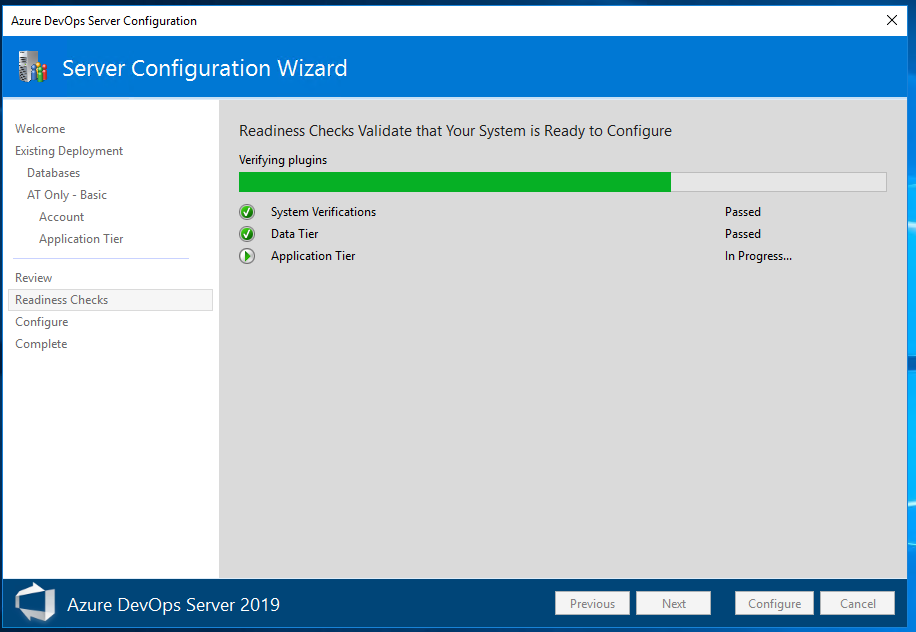 Azure DevOps Server Configuration
Server Configuration Wizard
Welcome
Existing Deployment
Databases
AT Only - Basic
Account
Application Tier
Review
Readiness Checks
Configure
Complete
Readiness Checks Validate that Your System is Ready to Configure
Verifying plugins
System Verifications Passed
Data Tier Passed
Application Tier In Progress...
Azure DevOps Server 2019
Previous Next Configure Cancel